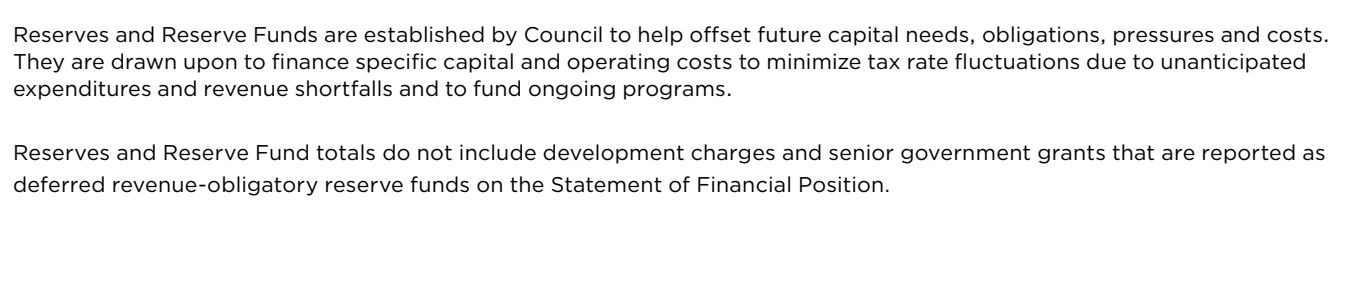 Reserves and Reserve Funds are established by Council to help offset future capital needs, obligations, pressures and costs.
They are drawn upon to finance specific capital and operating costs to minimize tax rate fluctuations due to unanticipated
expenditures and revenue shortfalls and to fund ongoing programs.
Reserves and Reserve Fund totals do not include development charges and senior government grants that are reported as
deferred revenue-obligatory reserve funds on the Statement of Financial Position.